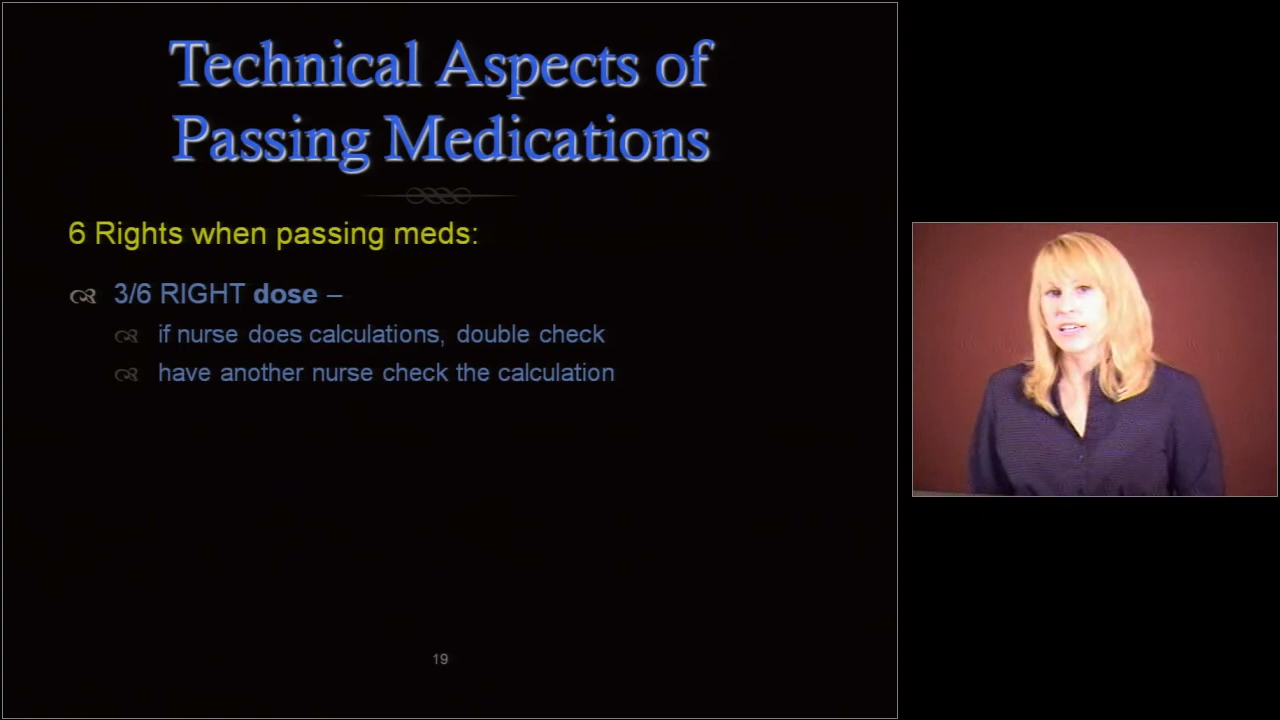 Technical Aspects of
Passing Medications
6 Rights when passing meds:
3/6 RIGHT dose –
if nurse does calculations, double check
have another nurse check the calculation
19